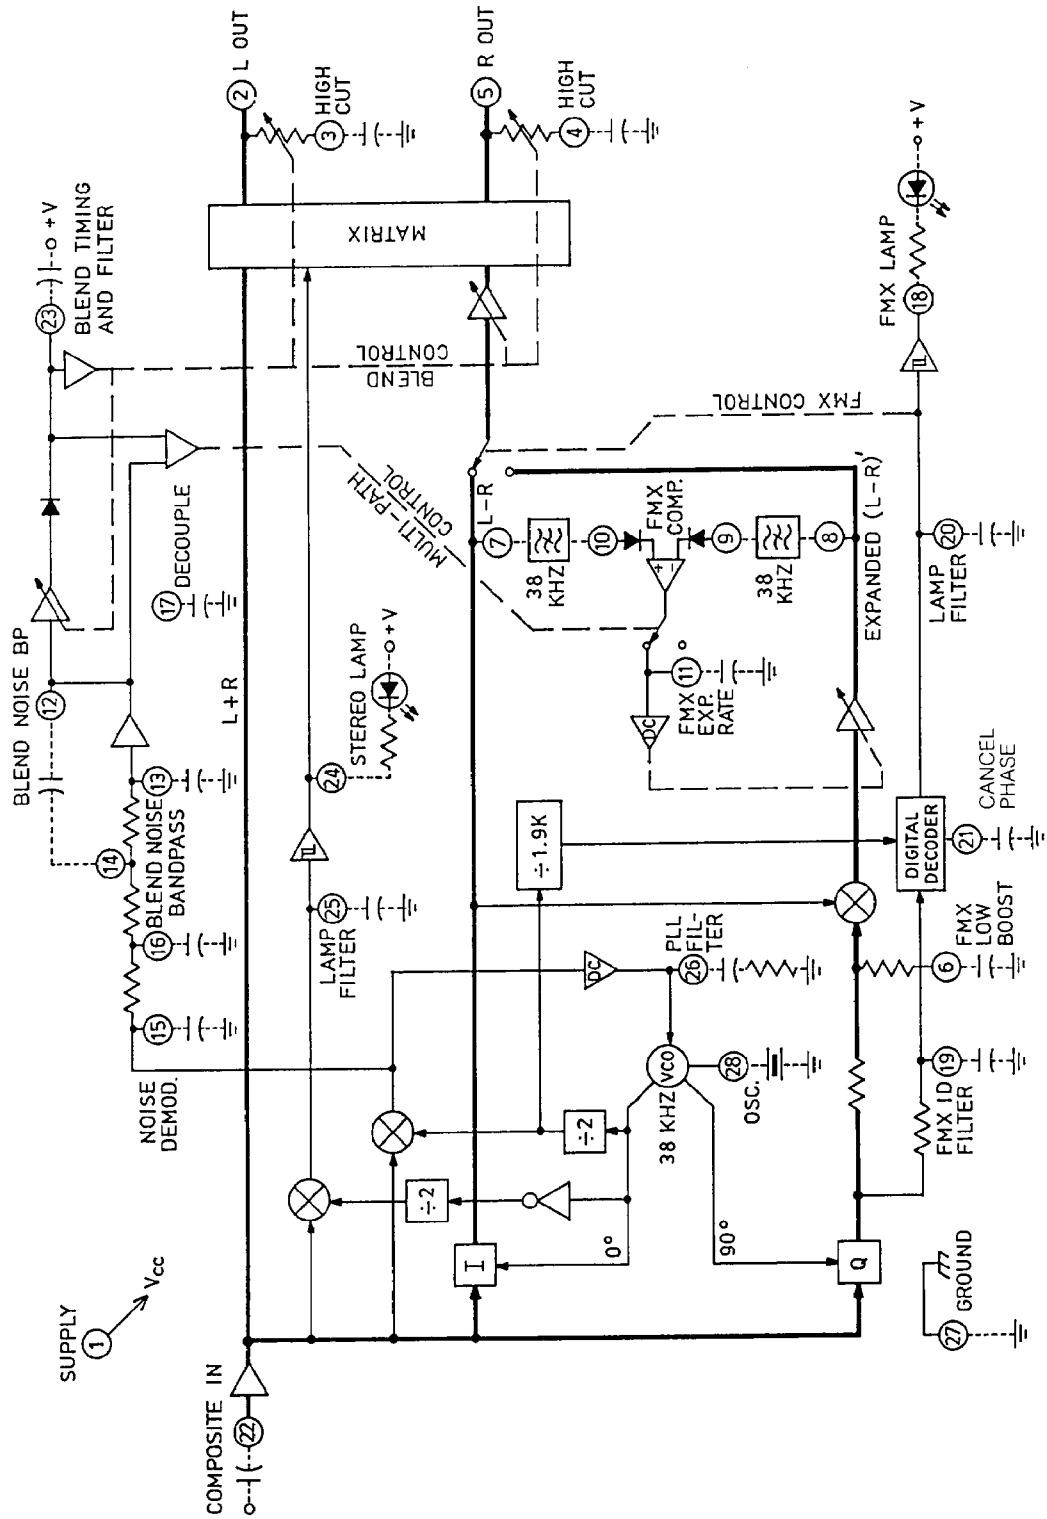 SUPPLY
1
Vcc
COMPOSITE IN
22
NOISE
DEMOD.
15
16
14
13
BLEND NOISE
BANDPASS
BLEND NOISE BP
12
17
DECOUPLE
23
+V
BLEND TIMING
AND FILTER
2
L OUT
3
HIGH
CUT
L+R
MATRIX
5
R OUT
4
HIGH
CUT
BLEND
CONTROL
MULTI-PATH
CONTROL
LAMP
FILTER
25
24
STEREO LAMP
+V
I
0°
90°
÷2
÷2
38 KHZ
VCO
28
OSC.
DC
26
PLL
FIL-
TER
÷1.9K
L-R
7
38
KHZ
10
FMX
COMP.
+
-
9
38
KHZ
8
11
FMX
EXP.
RATE
DC
EXPANDED (L-R)'
FMX CONTROL
Q
6
FMX
LOW
BOOST
19
FMX ID
FILTER
DIGITAL
DECODER
21
CANCEL
PHASE
20
LAMP
FILTER
18
FMX LAMP
+V
27
GROUND